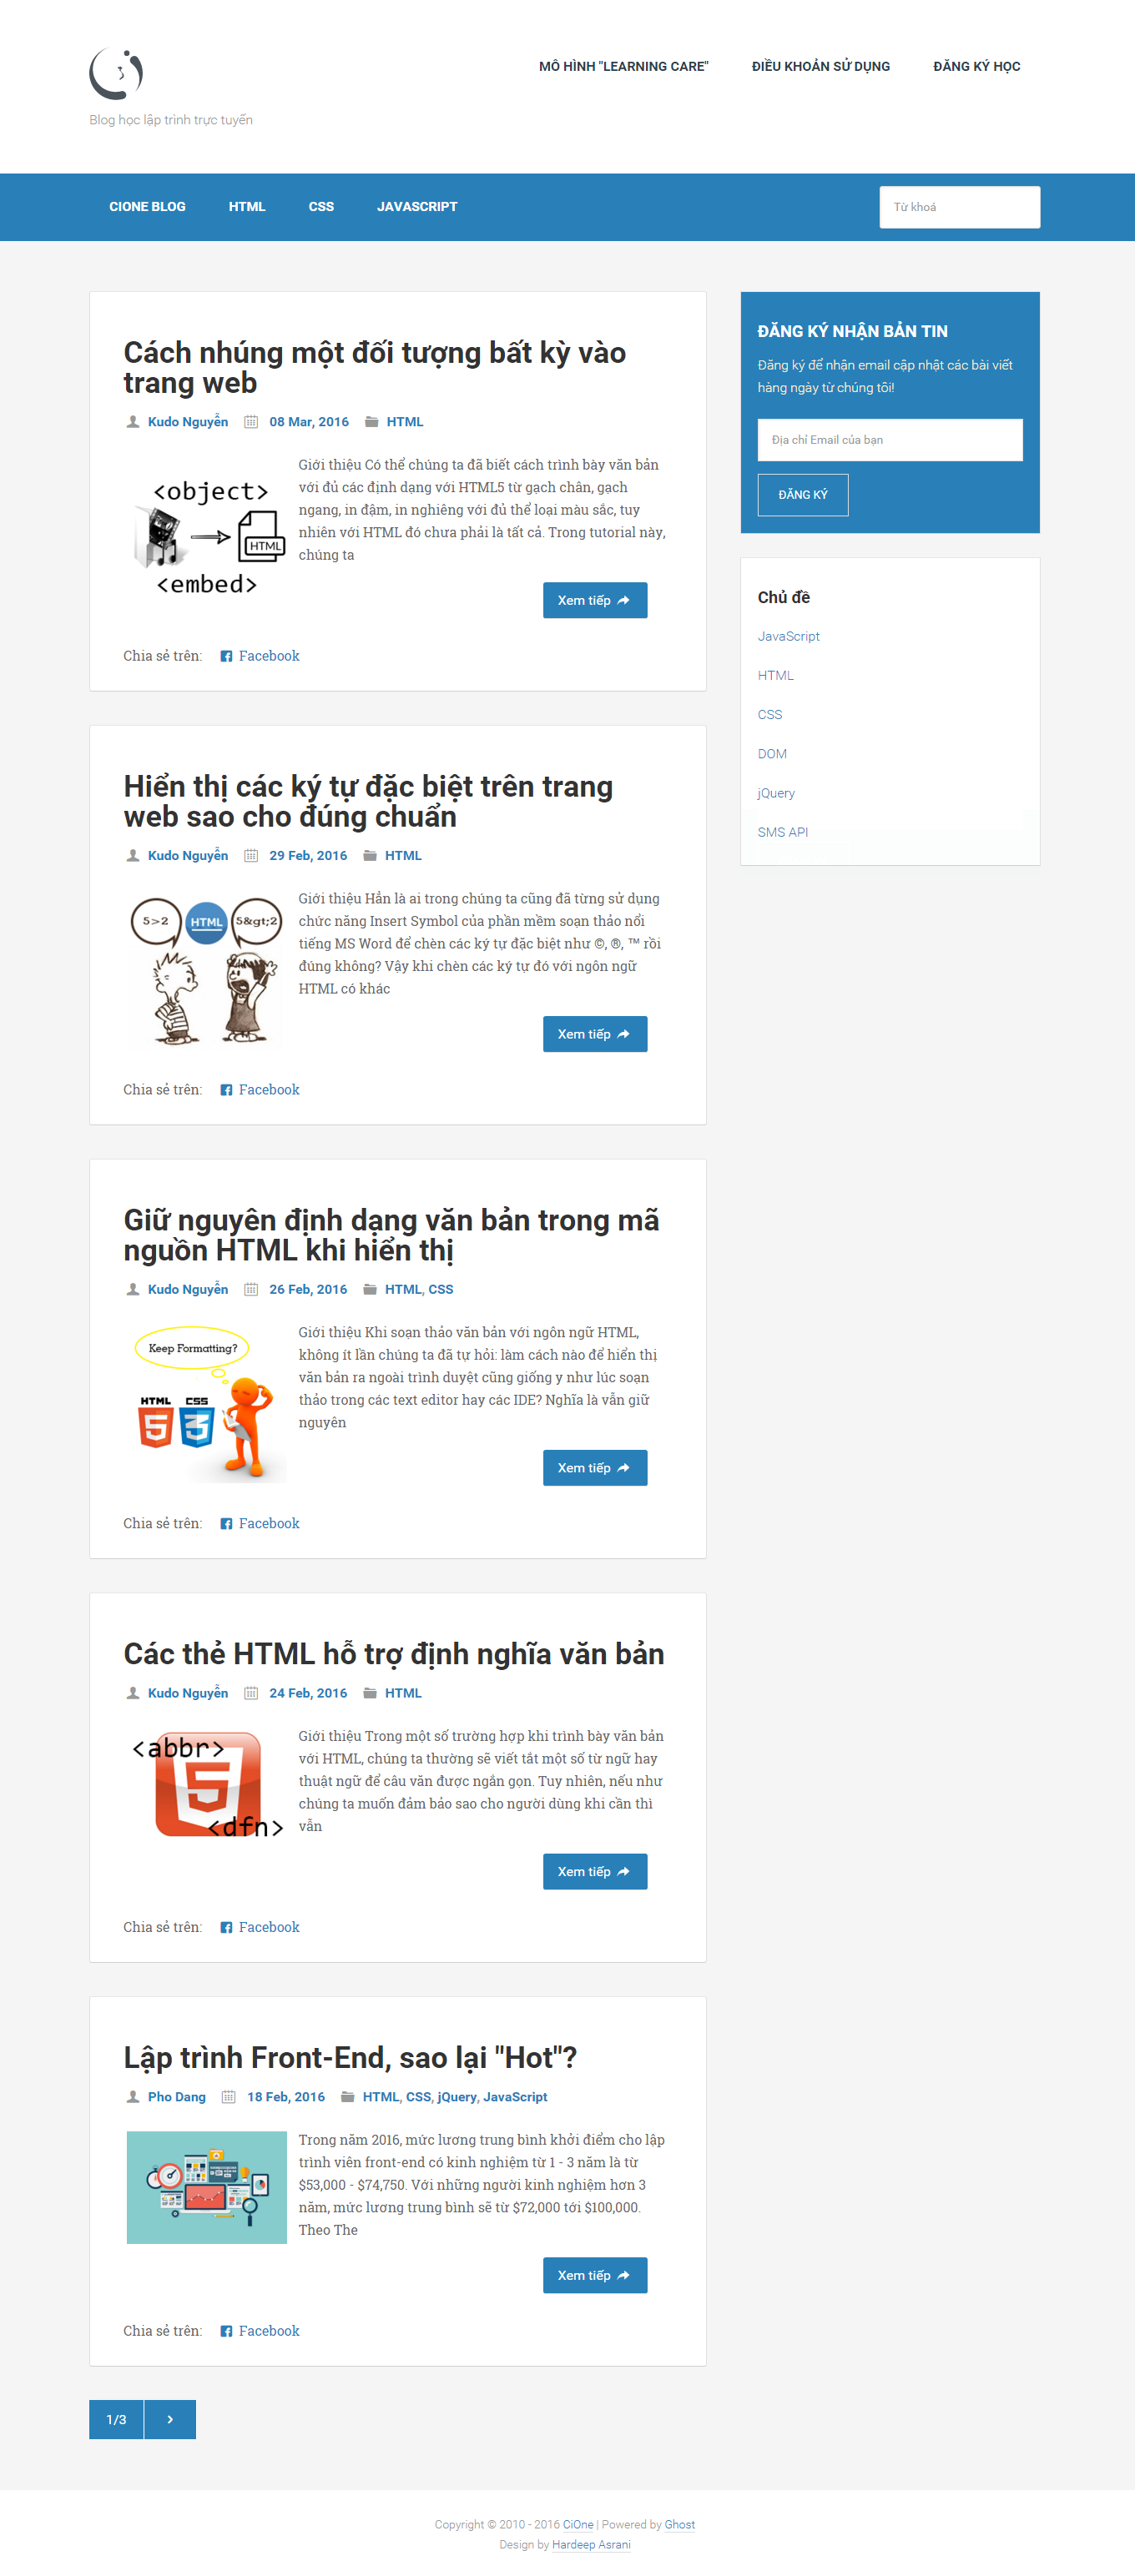 MÔ HÌNH "LEARNING CARE" ĐIỀU KHOẢN SỬ DỤNG ĐĂNG KÝ HỌC
Blog học lập trình trực tuyến
CIONE BLOG HTML CSS JAVASCRIPT Từ khoá
Cách nhúng một đối tượng bất kỳ vào
trang web
Kudo Nguyễn 08 Mar, 2016 HTML
<object>
HTML
<embed>
Giới thiệu Có thể chúng ta đã biết cách trình bày văn bản
với đủ các định dạng với HTML5 từ gạch chân, gạch
ngang, in đậm, in nghiêng với đủ thể loại màu sắc, tuy
nhiên với HTML đó chưa phải là tất cả. Trong tutorial này,
chúng ta
Xem tiếp
Chia sẻ trên: Facebook
Hiển thị các ký tự đặc biệt trên trang
web sao cho đúng chuẩn
Kudo Nguyễn 29 Feb, 2016 HTML
5>2 HTML 5&gt;2
Giới thiệu Hẳn là ai trong chúng ta cũng đã từng sử dụng
chức năng Insert Symbol của phần mềm soạn thảo nổi
tiếng MS Word để chèn các ký tự đặc biệt như ©, ®, ™ rồi
đúng không? Vậy khi chèn các ký tự đó với ngôn ngữ
HTML có khác
Xem tiếp
Chia sẻ trên: Facebook
Giữ nguyên định dạng văn bản trong mã
nguồn HTML khi hiển thị
Kudo Nguyễn 26 Feb, 2016 HTML, CSS
Keep Formatting?
HTML CSS
5 3
Giới thiệu Khi soạn thảo văn bản với ngôn ngữ HTML,
không ít lần chúng ta đã tự hỏi: làm cách nào để hiển thị
văn bản ra ngoài trình duyệt cũng giống y như lúc soạn
thảo trong các text editor hay các IDE? Nghĩa là vẫn giữ
nguyên
Xem tiếp
Chia sẻ trên: Facebook
Các thẻ HTML hỗ trợ định nghĩa văn bản
Kudo Nguyễn 24 Feb, 2016 HTML
<abbr>
5
<dfn>
Giới thiệu Trong một số trường hợp khi trình bày văn bản
với HTML, chúng ta thường sẽ viết tắt một số từ ngữ hay
thuật ngữ để câu văn được ngắn gọn. Tuy nhiên, nếu như
chúng ta muốn đảm bảo sao cho người dùng khi cần thì
vẫn
Xem tiếp
Chia sẻ trên: Facebook
Lập trình Front-End, sao lại "Hot"?
Pho Dang 18 Feb, 2016 HTML, CSS, jQuery, JavaScript
Trong năm 2016, mức lương trung bình khởi điểm cho lập
trình viên front-end có kinh nghiệm từ 1 - 3 năm là từ
$53,000 - $74,750. Với những người kinh nghiệm hơn 3
năm, mức lương trung bình sẽ từ $72,000 tới $100,000.
Theo The
Xem tiếp
Chia sẻ trên: Facebook
1/3
ĐĂNG KÝ NHẬN BẢN TIN
Đăng ký để nhận email cập nhật các bài viết
hàng ngày từ chúng tôi!
Địa chỉ Email của bạn
ĐĂNG KÝ
Chủ đề
JavaScript
HTML
CSS
DOM
jQuery
SMS API
Copyright © 2010 - 2016 CiOne | Powered by Ghost
Design by Hardeep Asrani